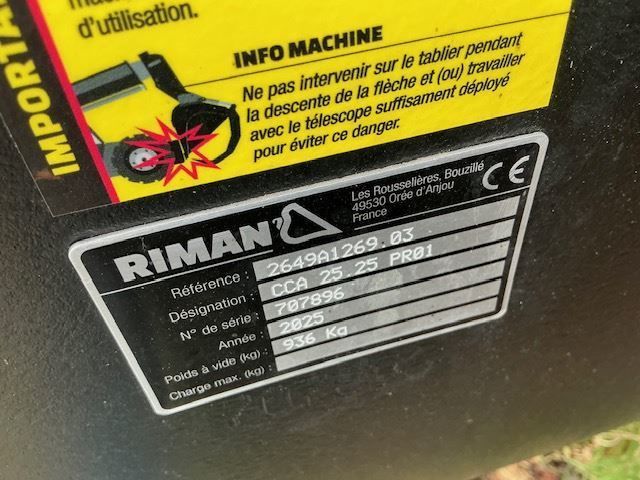 mach
d'utilisation.
IMPORTA
INFO MACHINE
Ne pas intervenir sur le tablier pendant
la descente de la flèche et (ou) travailler
avec le télescope suffisament déployé
pour éviter ce danger.
RIMAN
Les Rousselières, Bouzillé
49530 Orée d'Anjou
France
CE
Référence : 2649A1269.03
Désignation : CCA 25.25 PR01
N° de série : 707896
Année : 2025
Poids à vide (kg) : 936 Kg
Charge max. (kg) :